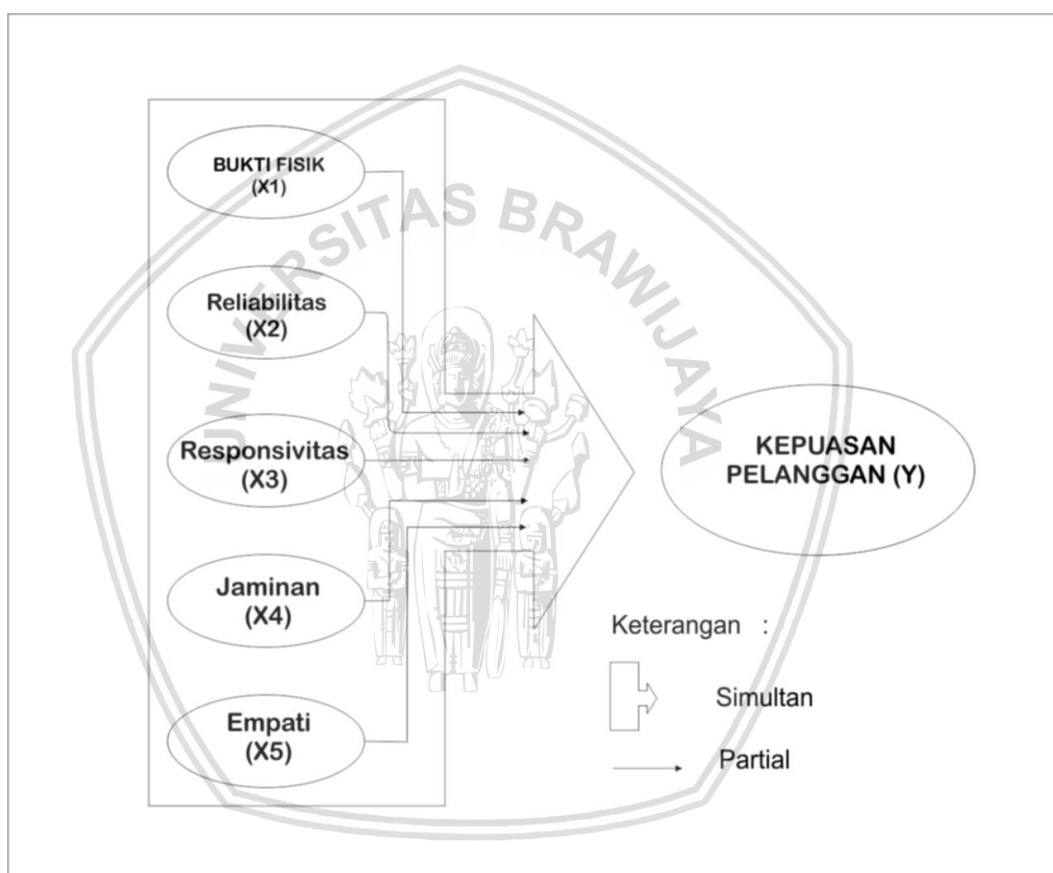 BUKTI FISIK
(X1)
Reliabilitas
(X2)
Responsivitas
(X3)
Jaminan
(X4)
Empati
(X5)
UNIVERSITAS BRAWIJAYA
KEPUASAN
PELANGGAN (Y)
Keterangan :
Simultan
Partial